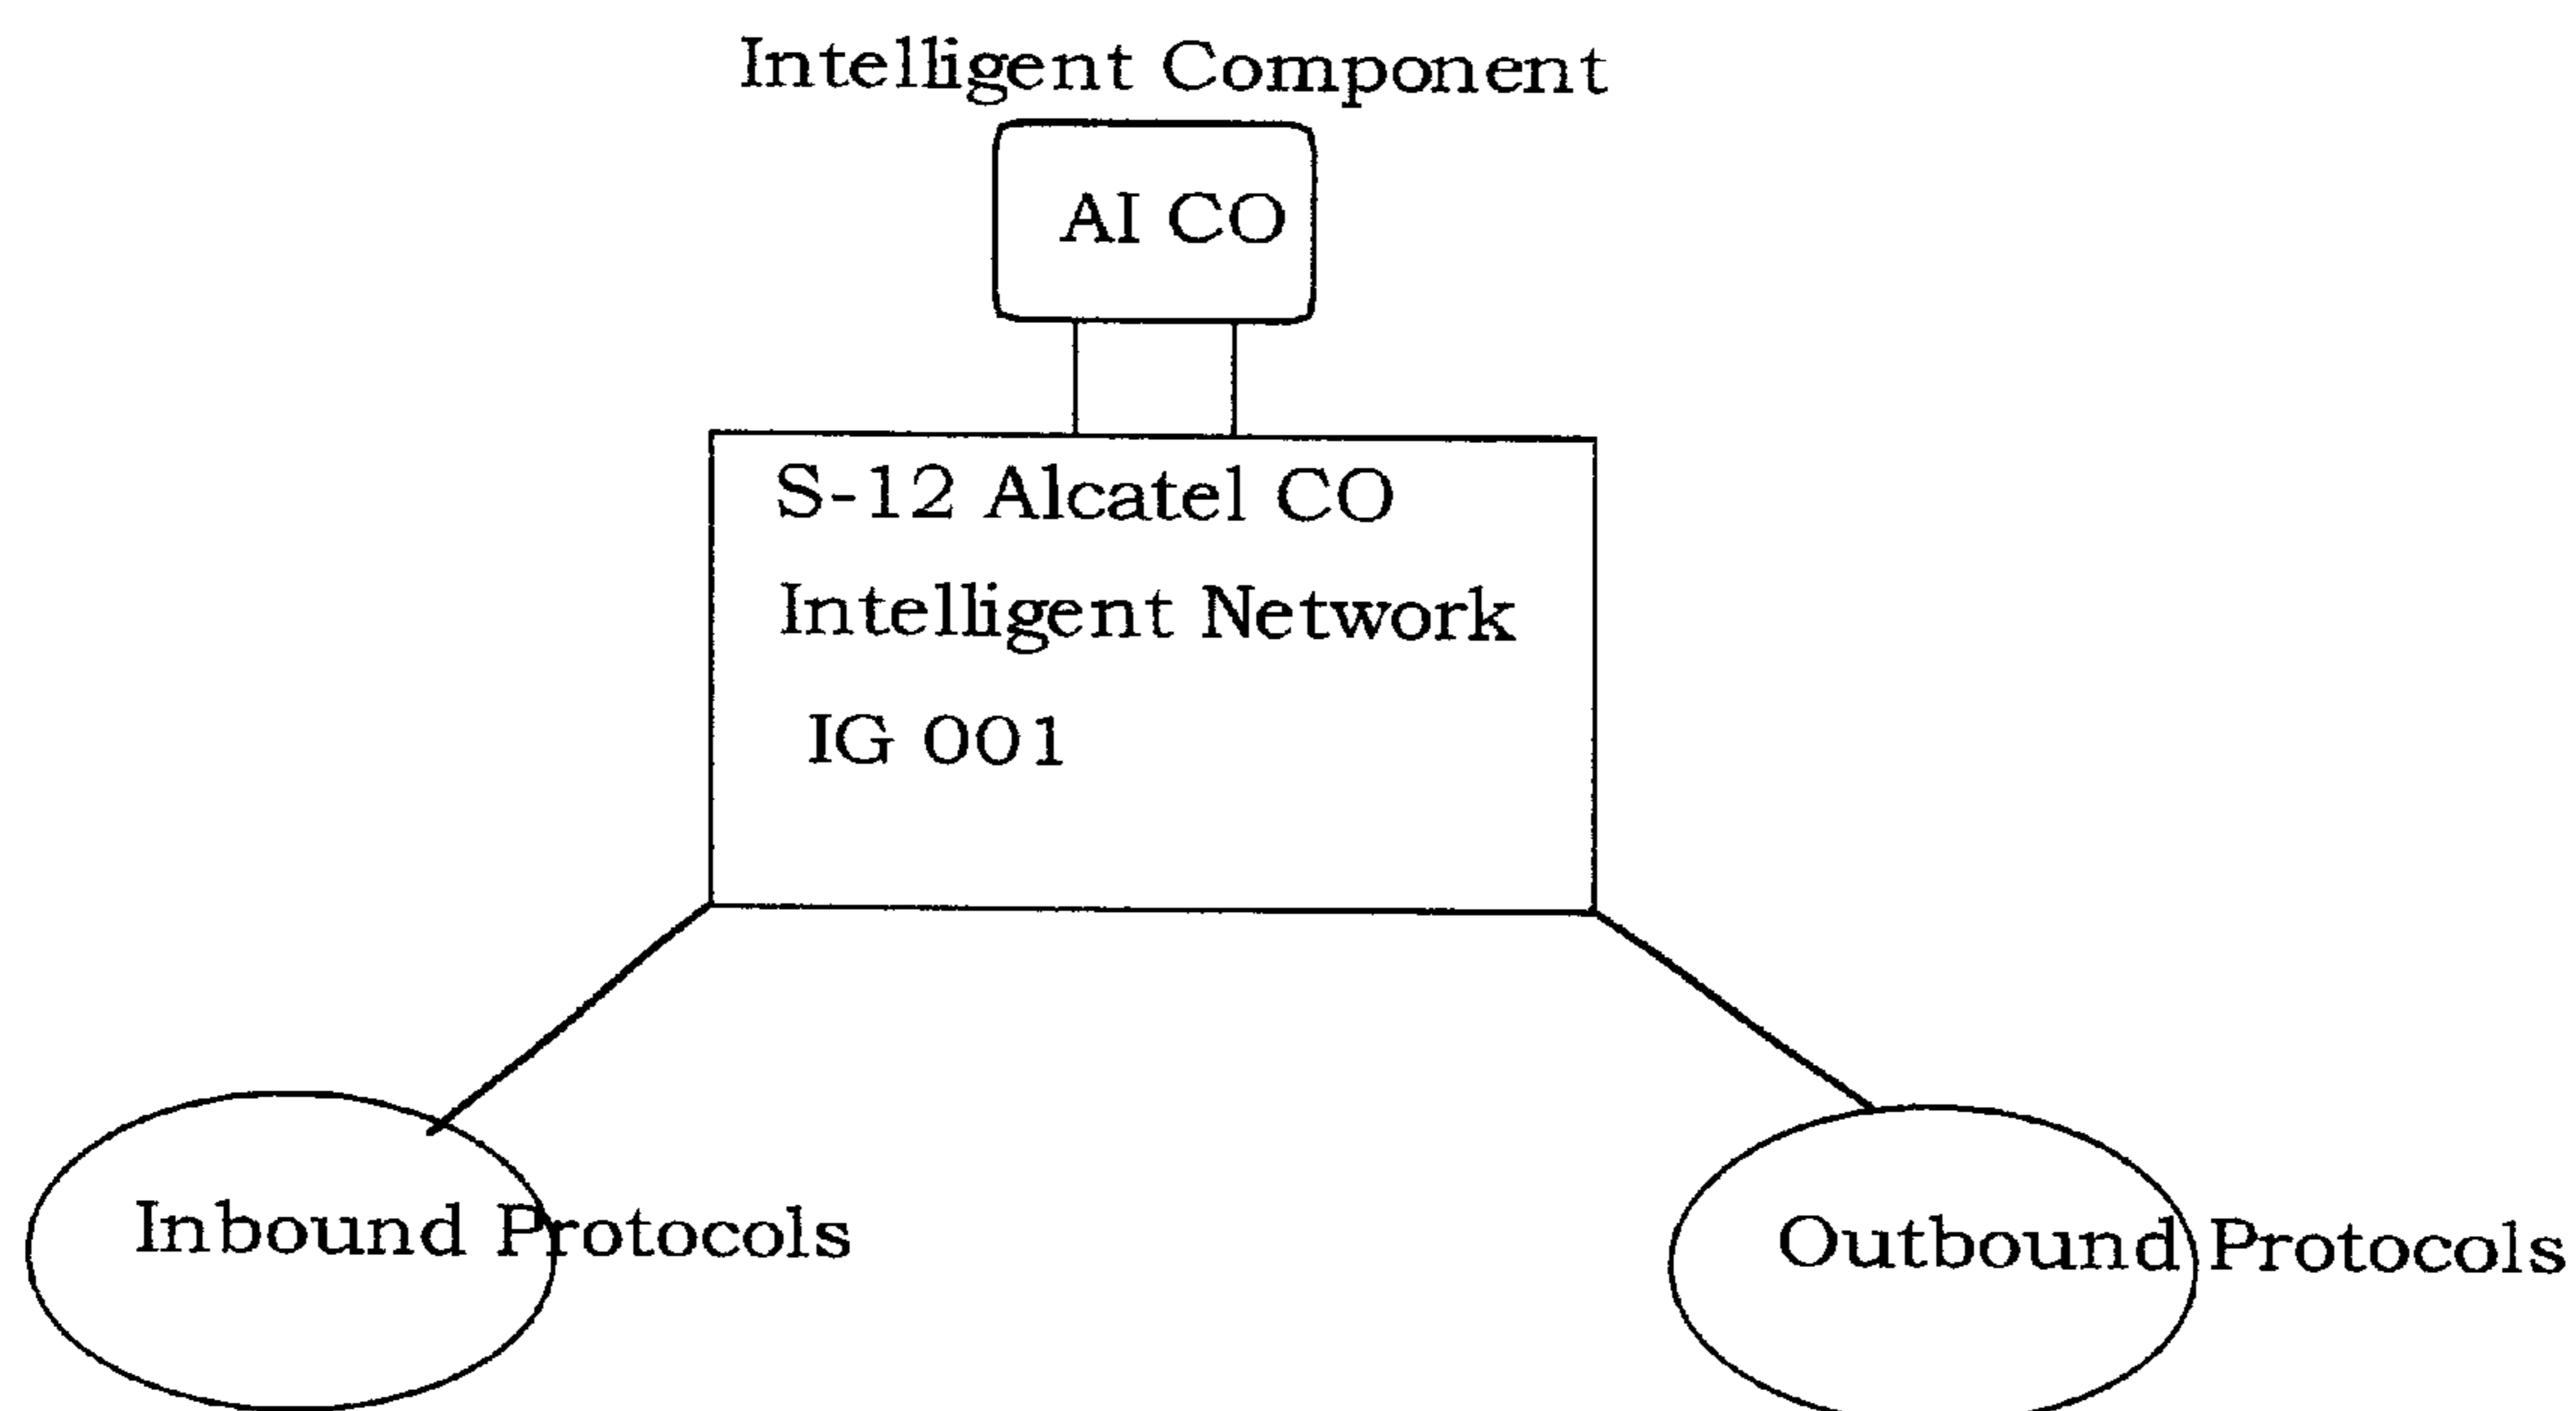 Intelligent Component
AI CO
S-12 Alcatel CO
Intelligent Network
IG 001
Inbound Protocols
Outbound Protocols